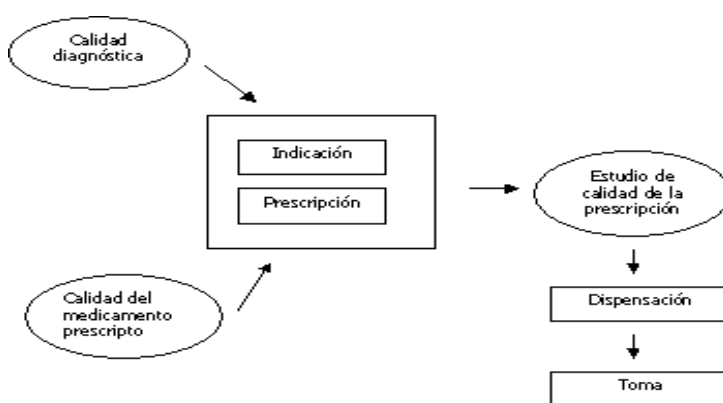 Calidad
diagnóstica
Indicación
Prescripción
Estudio de
calidad de la
prescripción
Calidad del
medicamento
prescripto
Dispensación
Toma